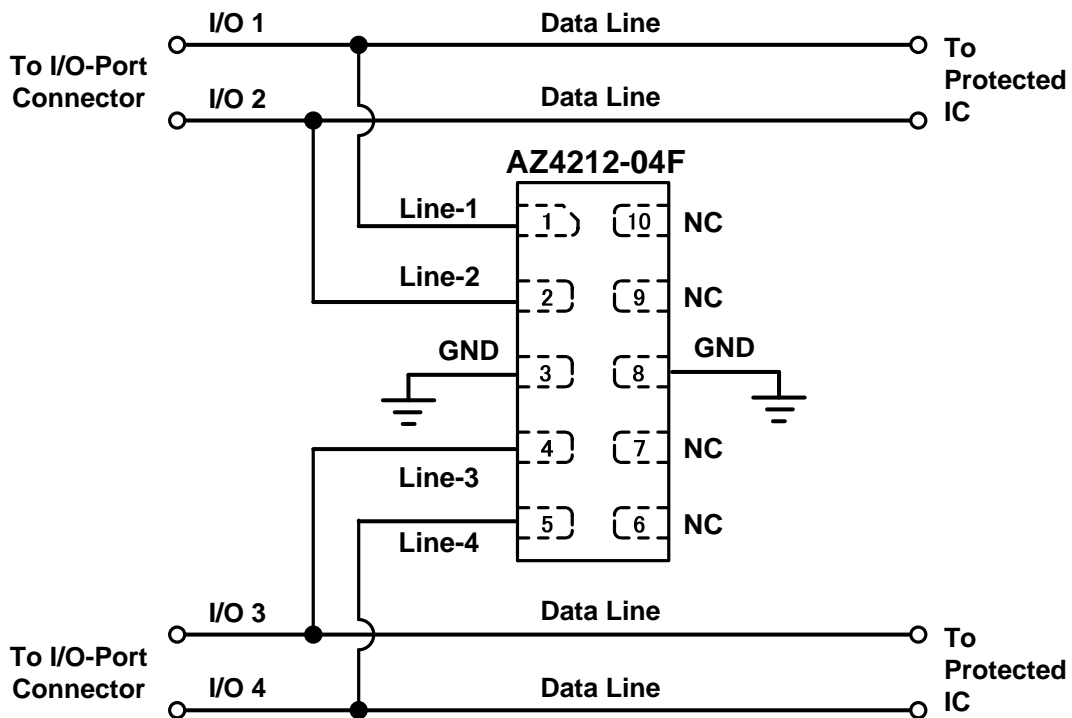 I/O 1
Data Line
To I/O-Port
Connector
To
Protected
IC
I/O 2
Data Line
AZ4212-04F
Line-1
1
10
NC
Line-2
2
9
NC
GND
3
8
GND
4
7
NC
Line-3
5
6
NC
Line-4
I/O 3
Data Line
To I/O-Port
Connector
To
Protected
IC
I/O 4
Data Line